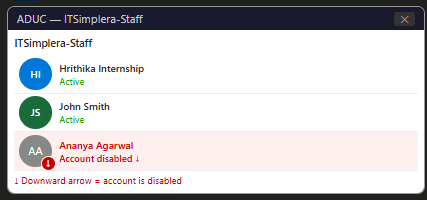 ADUC — ITSimplera-Staff
ITSimplera-Staff
HI
Hrithika Internship
Active
JS
John Smith
Active
AA
Ananya Agarwal
Account disabled ↓
↓ Downward arrow = account is disabled